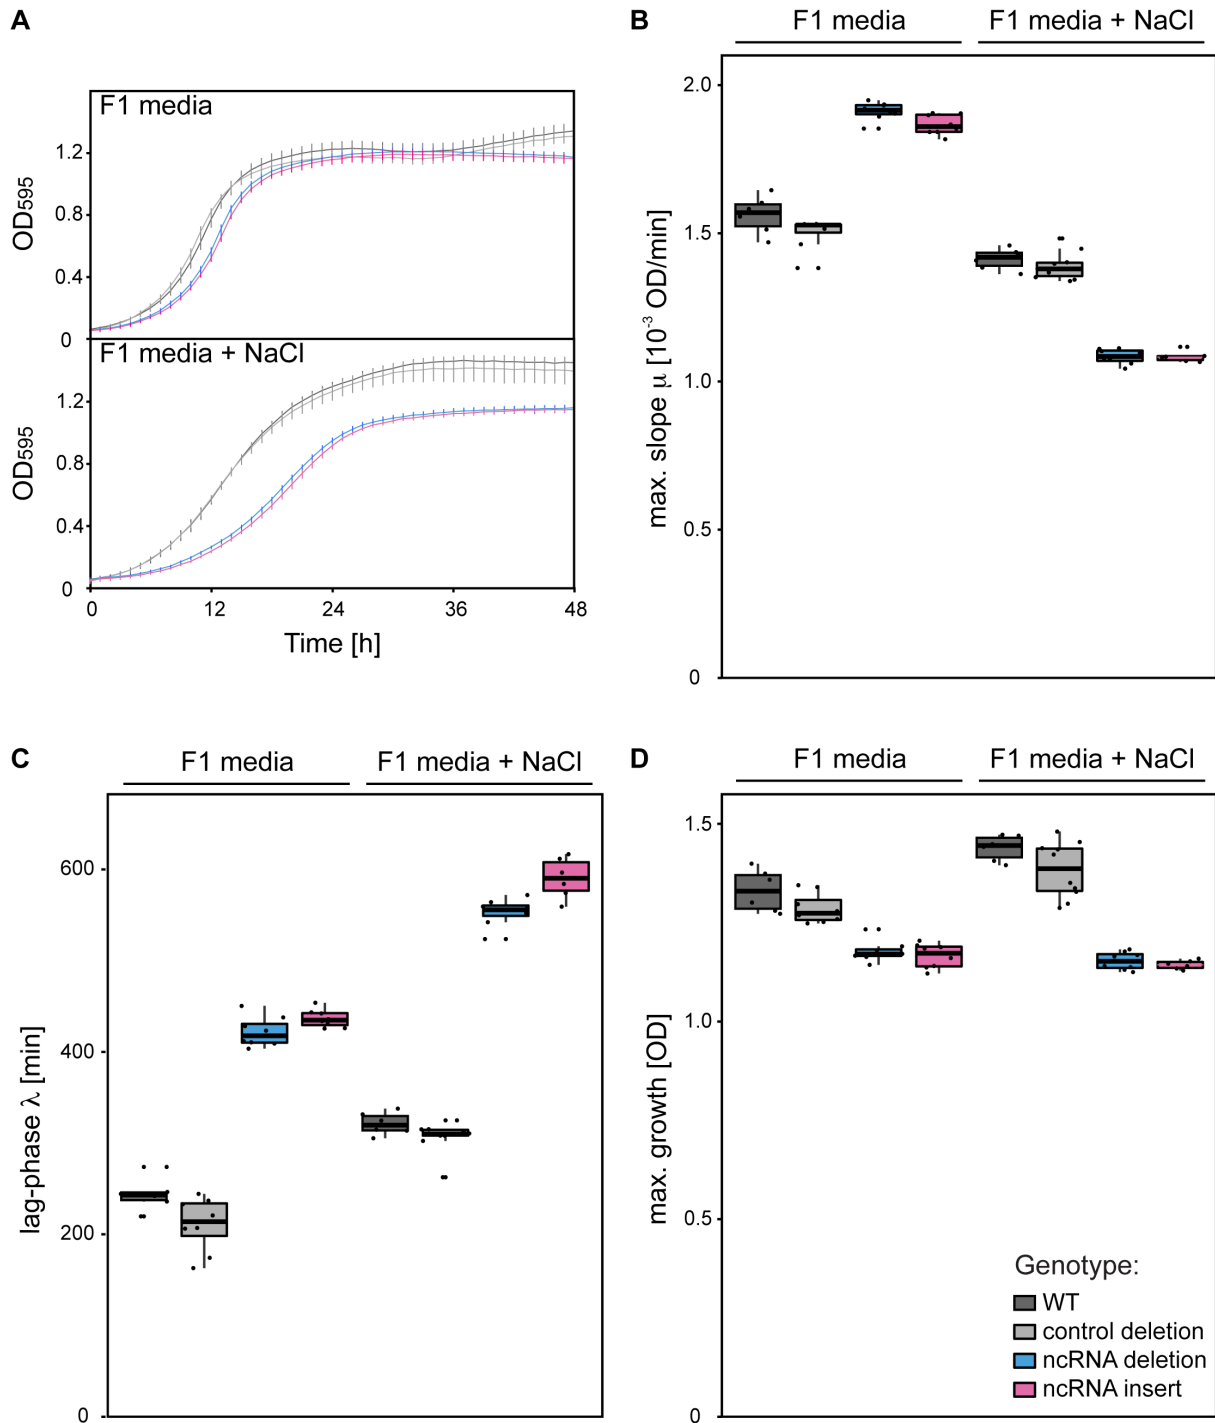 A
F1 media
OD595
1.2
0.8
0.4
0
F1 media + NaCl
OD595
1.2
0.8
0.4
0
0 12 24 36 48
Time [h]
B
F1 media F1 media + NaCl
max. slope μ [10⁻³ OD/min]
2.0
1.5
1.0
0.5
0
C
F1 media F1 media + NaCl
lag-phase λ [min]
600
400
200
0
D
F1 media F1 media + NaCl
max. growth [OD]
1.5
1.0
0.5
0
Genotype:
WT
control deletion
ncRNA deletion
ncRNA insert